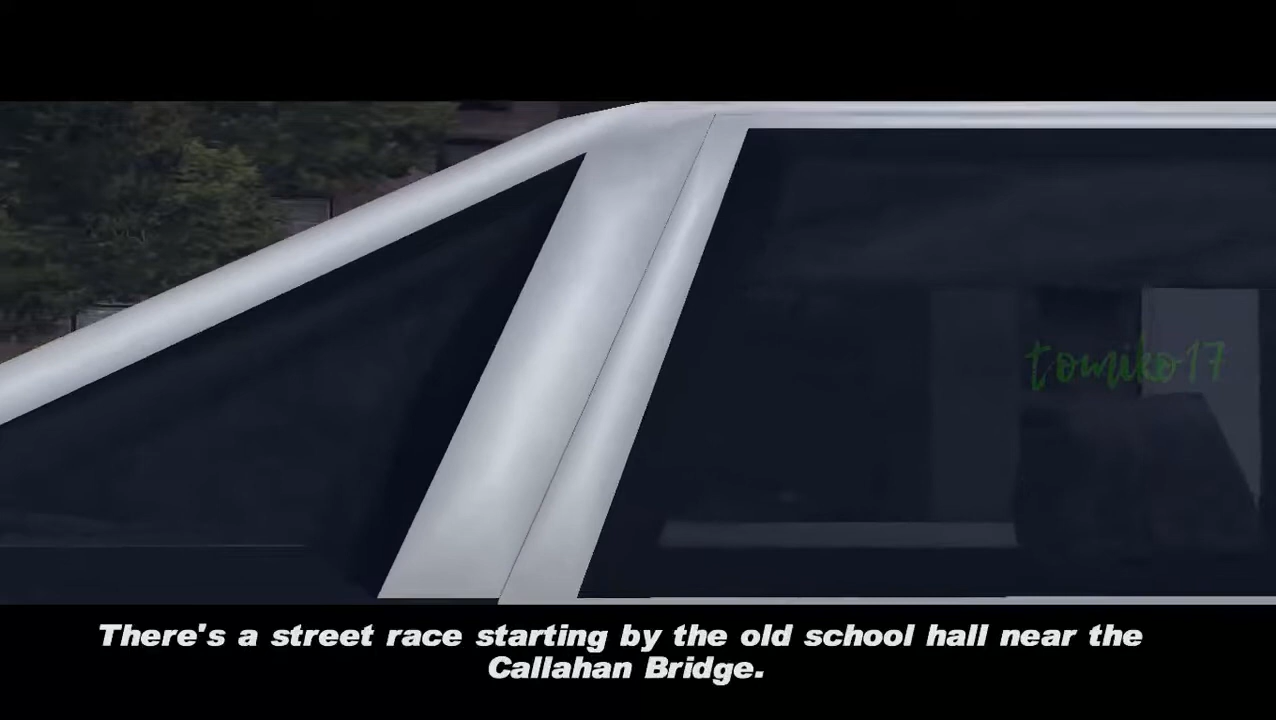 tomiko17
There's a street race starting by the old school hall near the
Callahan Bridge.